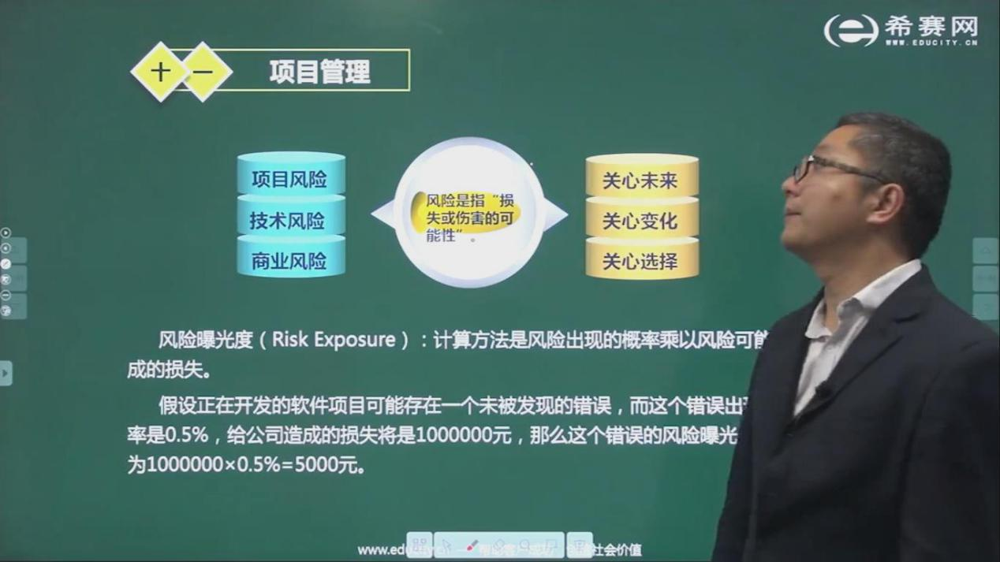 希赛网
WWW.EDUCITY.CN
+ − 项目管理
项目风险
技术风险
商业风险
风险是指“损
失或伤害的可
能性”。
关心未来
关心变化
关心选择
风险曝光度（Risk Exposure）：计算方法是风险出现的概率乘以风险可能
成的损失。
假设正在开发的软件项目可能存在一个未被发现的错误，而这个错误出
率是0.5%，给公司造成的损失将是1000000元，那么这个错误的风险曝光
为1000000×0.5%=5000元。
www.educity.cn
社会价值